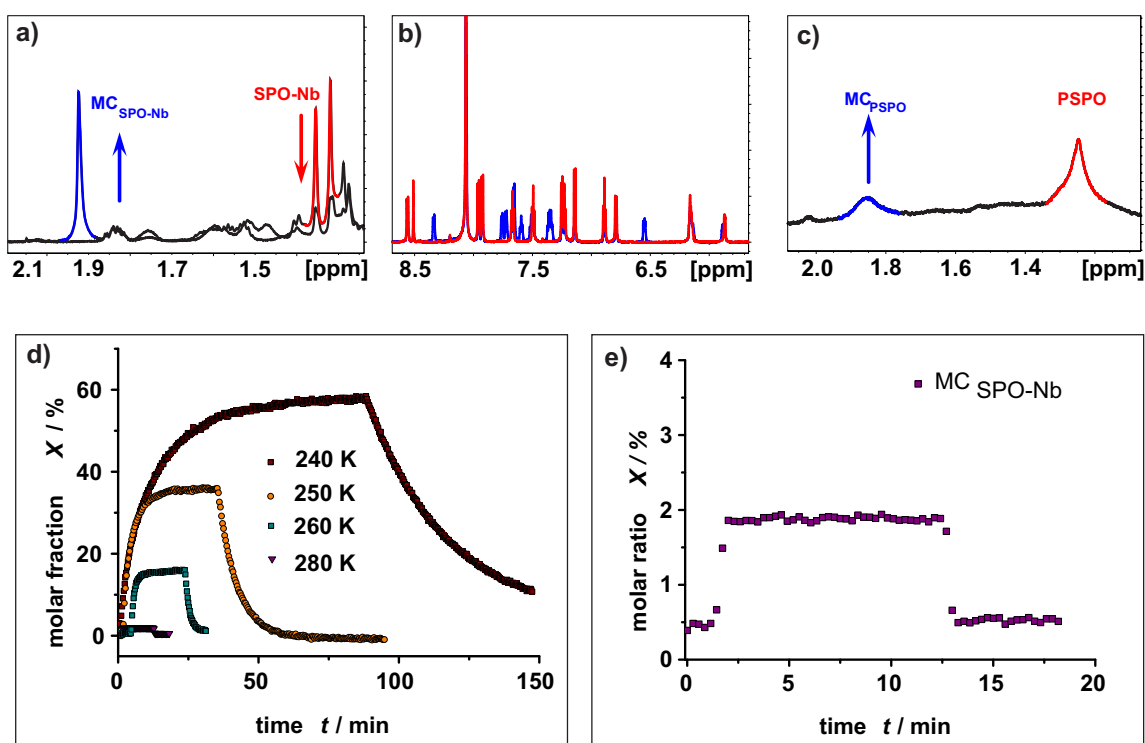 a)
MC SPO-Nb
SPO-Nb
2.1 1.9 1.7 1.5 [ppm]
b)
8.5 7.5 6.5 [ppm]
c)
MC PSPO
PSPO
2.0 1.8 1.6 1.4 [ppm]
d)
molar fraction X / %
60
40
20
0
240 K
250 K
260 K
280 K
0 50 100 150
time t / min
e)
molar ratio X / %
4
3
2
1
0
MC SPO-Nb
0 5 10 15 20
time t / min